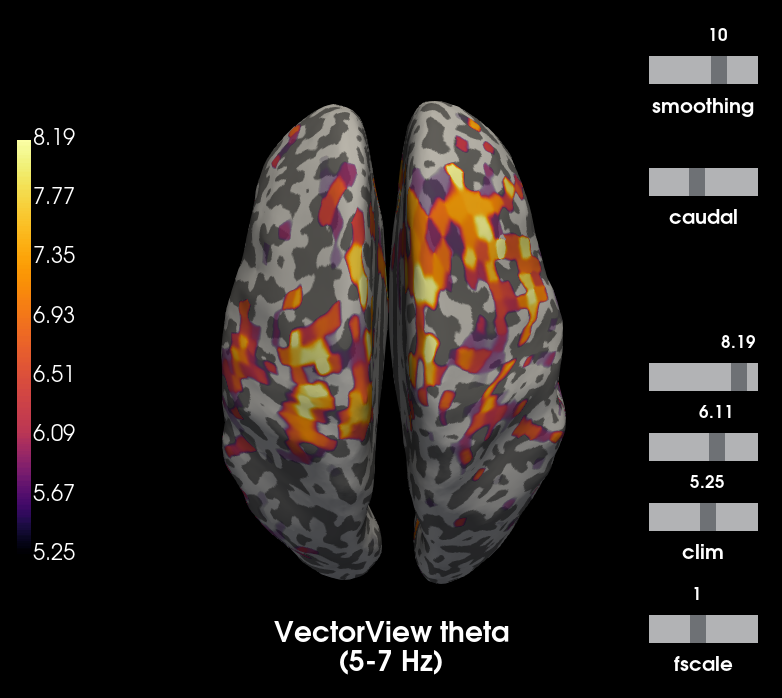 8.19
7.77
7.35
6.93
6.51
6.09
5.67
5.25
VectorView theta
(5-7 Hz)
10
smoothing
caudal
8.19
6.11
5.25
clim
1
fscale